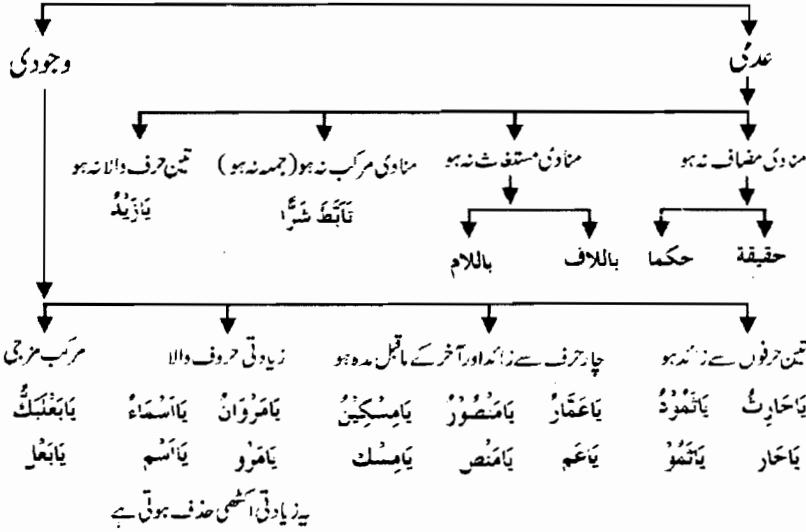 عدمی وجودی
منادی مضاف نہ ہو منادی مستغاث نہ ہو منادی مرکب نہ ہو (جملہ نہ ہو) تین حرف والا نہ ہو
تَأَبَّطَ شَرًّا يَازَيْدُ
حقیقة حکما باللاف باللام
تین حرفوں سے زائد ہو چار حرف سے زائد اور آخر کے ماقبل مدہ ہو زیادتی حروف والا مرکب مزجی
يَاحَارِثُ يَاثَمُوْدُ يَاعَمَّارُ يَامَنْصُوْرُ يَامِسْكِيْنُ يَامَرْوَانُ يَااَسْمَاءُ يَابَعْلَبَكُّ
يَاحَار يَاثَمُوْ يَاعَم يَامَنْص يَامِسْك يَامَرْو يَااَسْم يَابَعْل
یہ زیادتی اکٹھی حذف ہوتی ہے